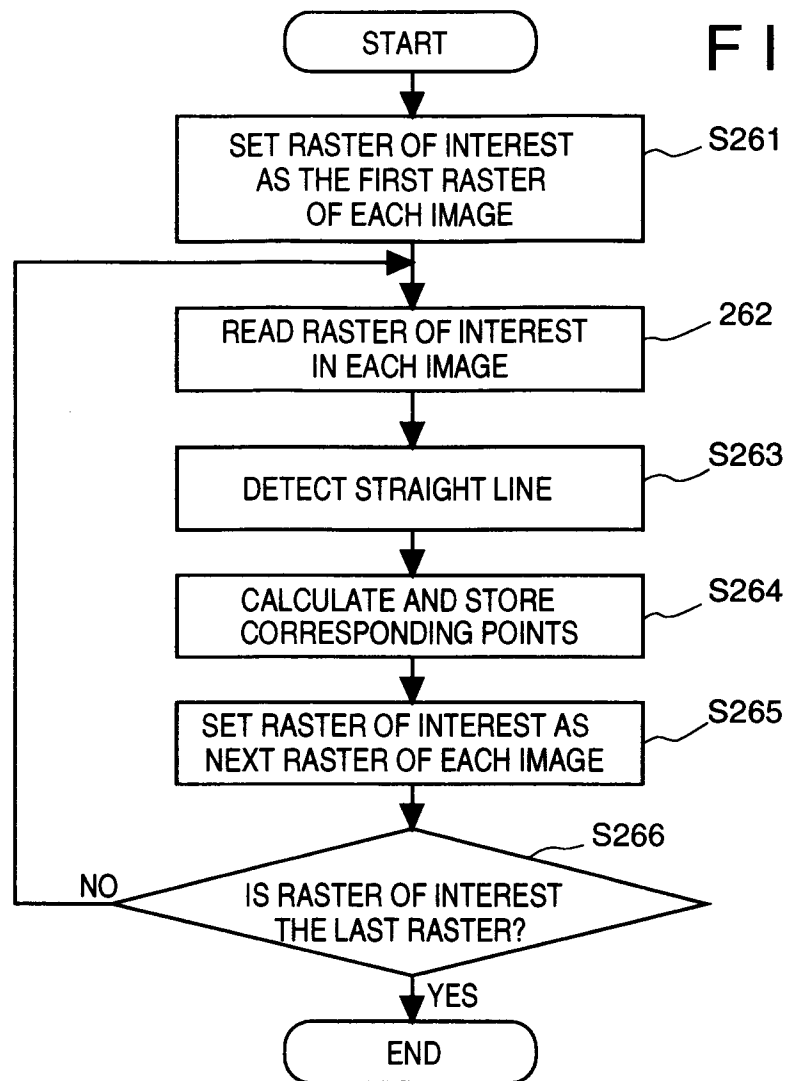 START
F I
SET RASTER OF INTEREST
AS THE FIRST RASTER
OF EACH IMAGE
S261
READ RASTER OF INTEREST
IN EACH IMAGE
262
DETECT STRAIGHT LINE
S263
CALCULATE AND STORE
CORRESPONDING POINTS
S264
SET RASTER OF INTEREST AS
NEXT RASTER OF EACH IMAGE
S265
S266
NO
IS RASTER OF INTEREST
THE LAST RASTER?
YES
END